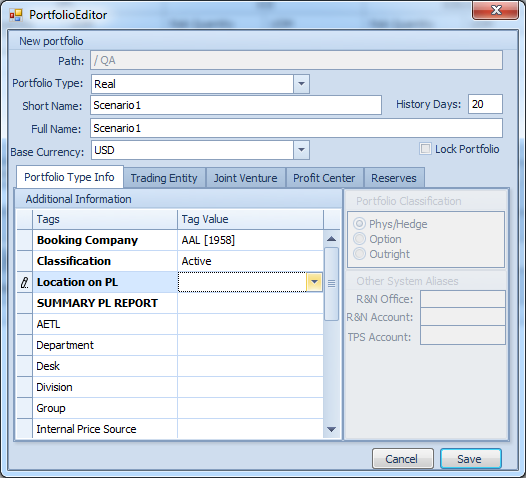 PortfolioEditor
New portfolio
Path: / QA
Portfolio Type: Real
Short Name: Scenario1 History Days: 20
Full Name: Scenario1
Base Currency: USD Lock Portfolio
Portfolio Type Info Trading Entity Joint Venture Profit Center Reserves
Additional Information Portfolio Classification
Tags Tag Value
Booking Company AAL [1958] Phys/Hedge
Classification Active Option
Location on PL Outright
SUMMARY PL REPORT Other System Aliases
AETL R&N Office:
Department R&N Account:
Desk TPS Account:
Division
Group
Internal Price Source
Cancel Save